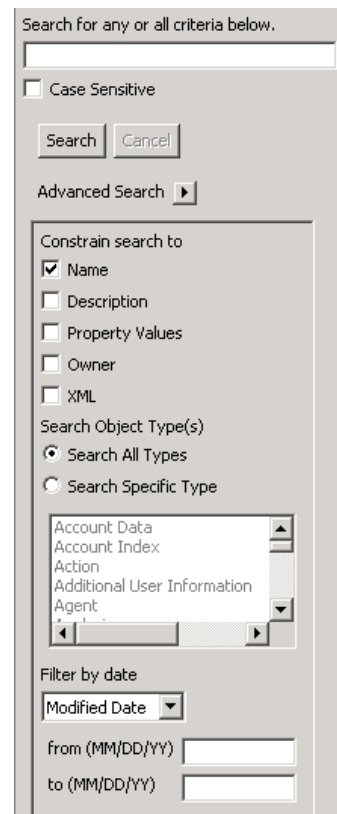 Search for any or all criteria below.
Case Sensitive
Search Cancel
Advanced Search
Constrain search to
Name
Description
Property Values
Owner
XML
Search Object Type(s)
Search All Types
Search Specific Type
Account Data
Account Index
Action
Additional User Information
Agent
Filter by date
Modified Date
from (MM/DD/YY)
to (MM/DD/YY)